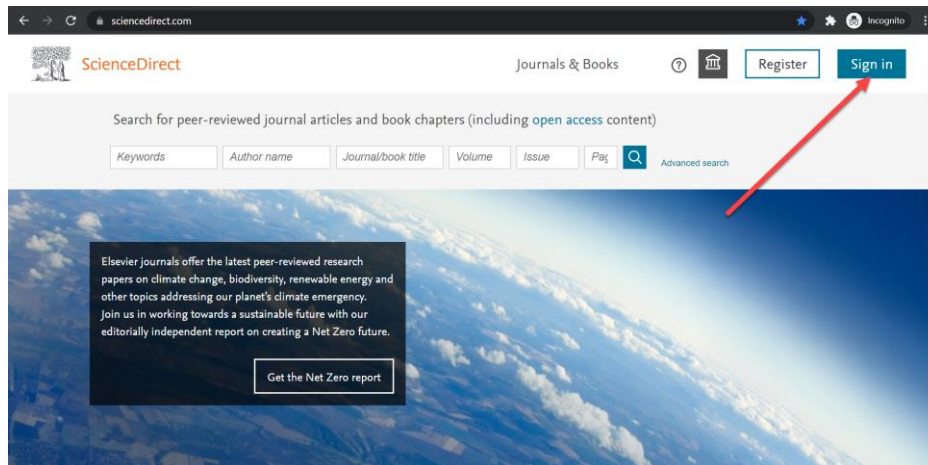 sciencedirect.com
Incognito
ScienceDirect
Journals & Books
Register
Sign in
Search for peer-reviewed journal articles and book chapters (including open access content)
Keywords
Author name
Journal/book title
Volume
Issue
Advanced search
Elsevier journals offer the latest peer-reviewed research
papers on climate change, biodiversity, renewable energy and
other topics addressing our planet's climate emergency.
Join us in working towards a sustainable future with our
editorially independent report on creating a Net Zero future.
Get the Net Zero report